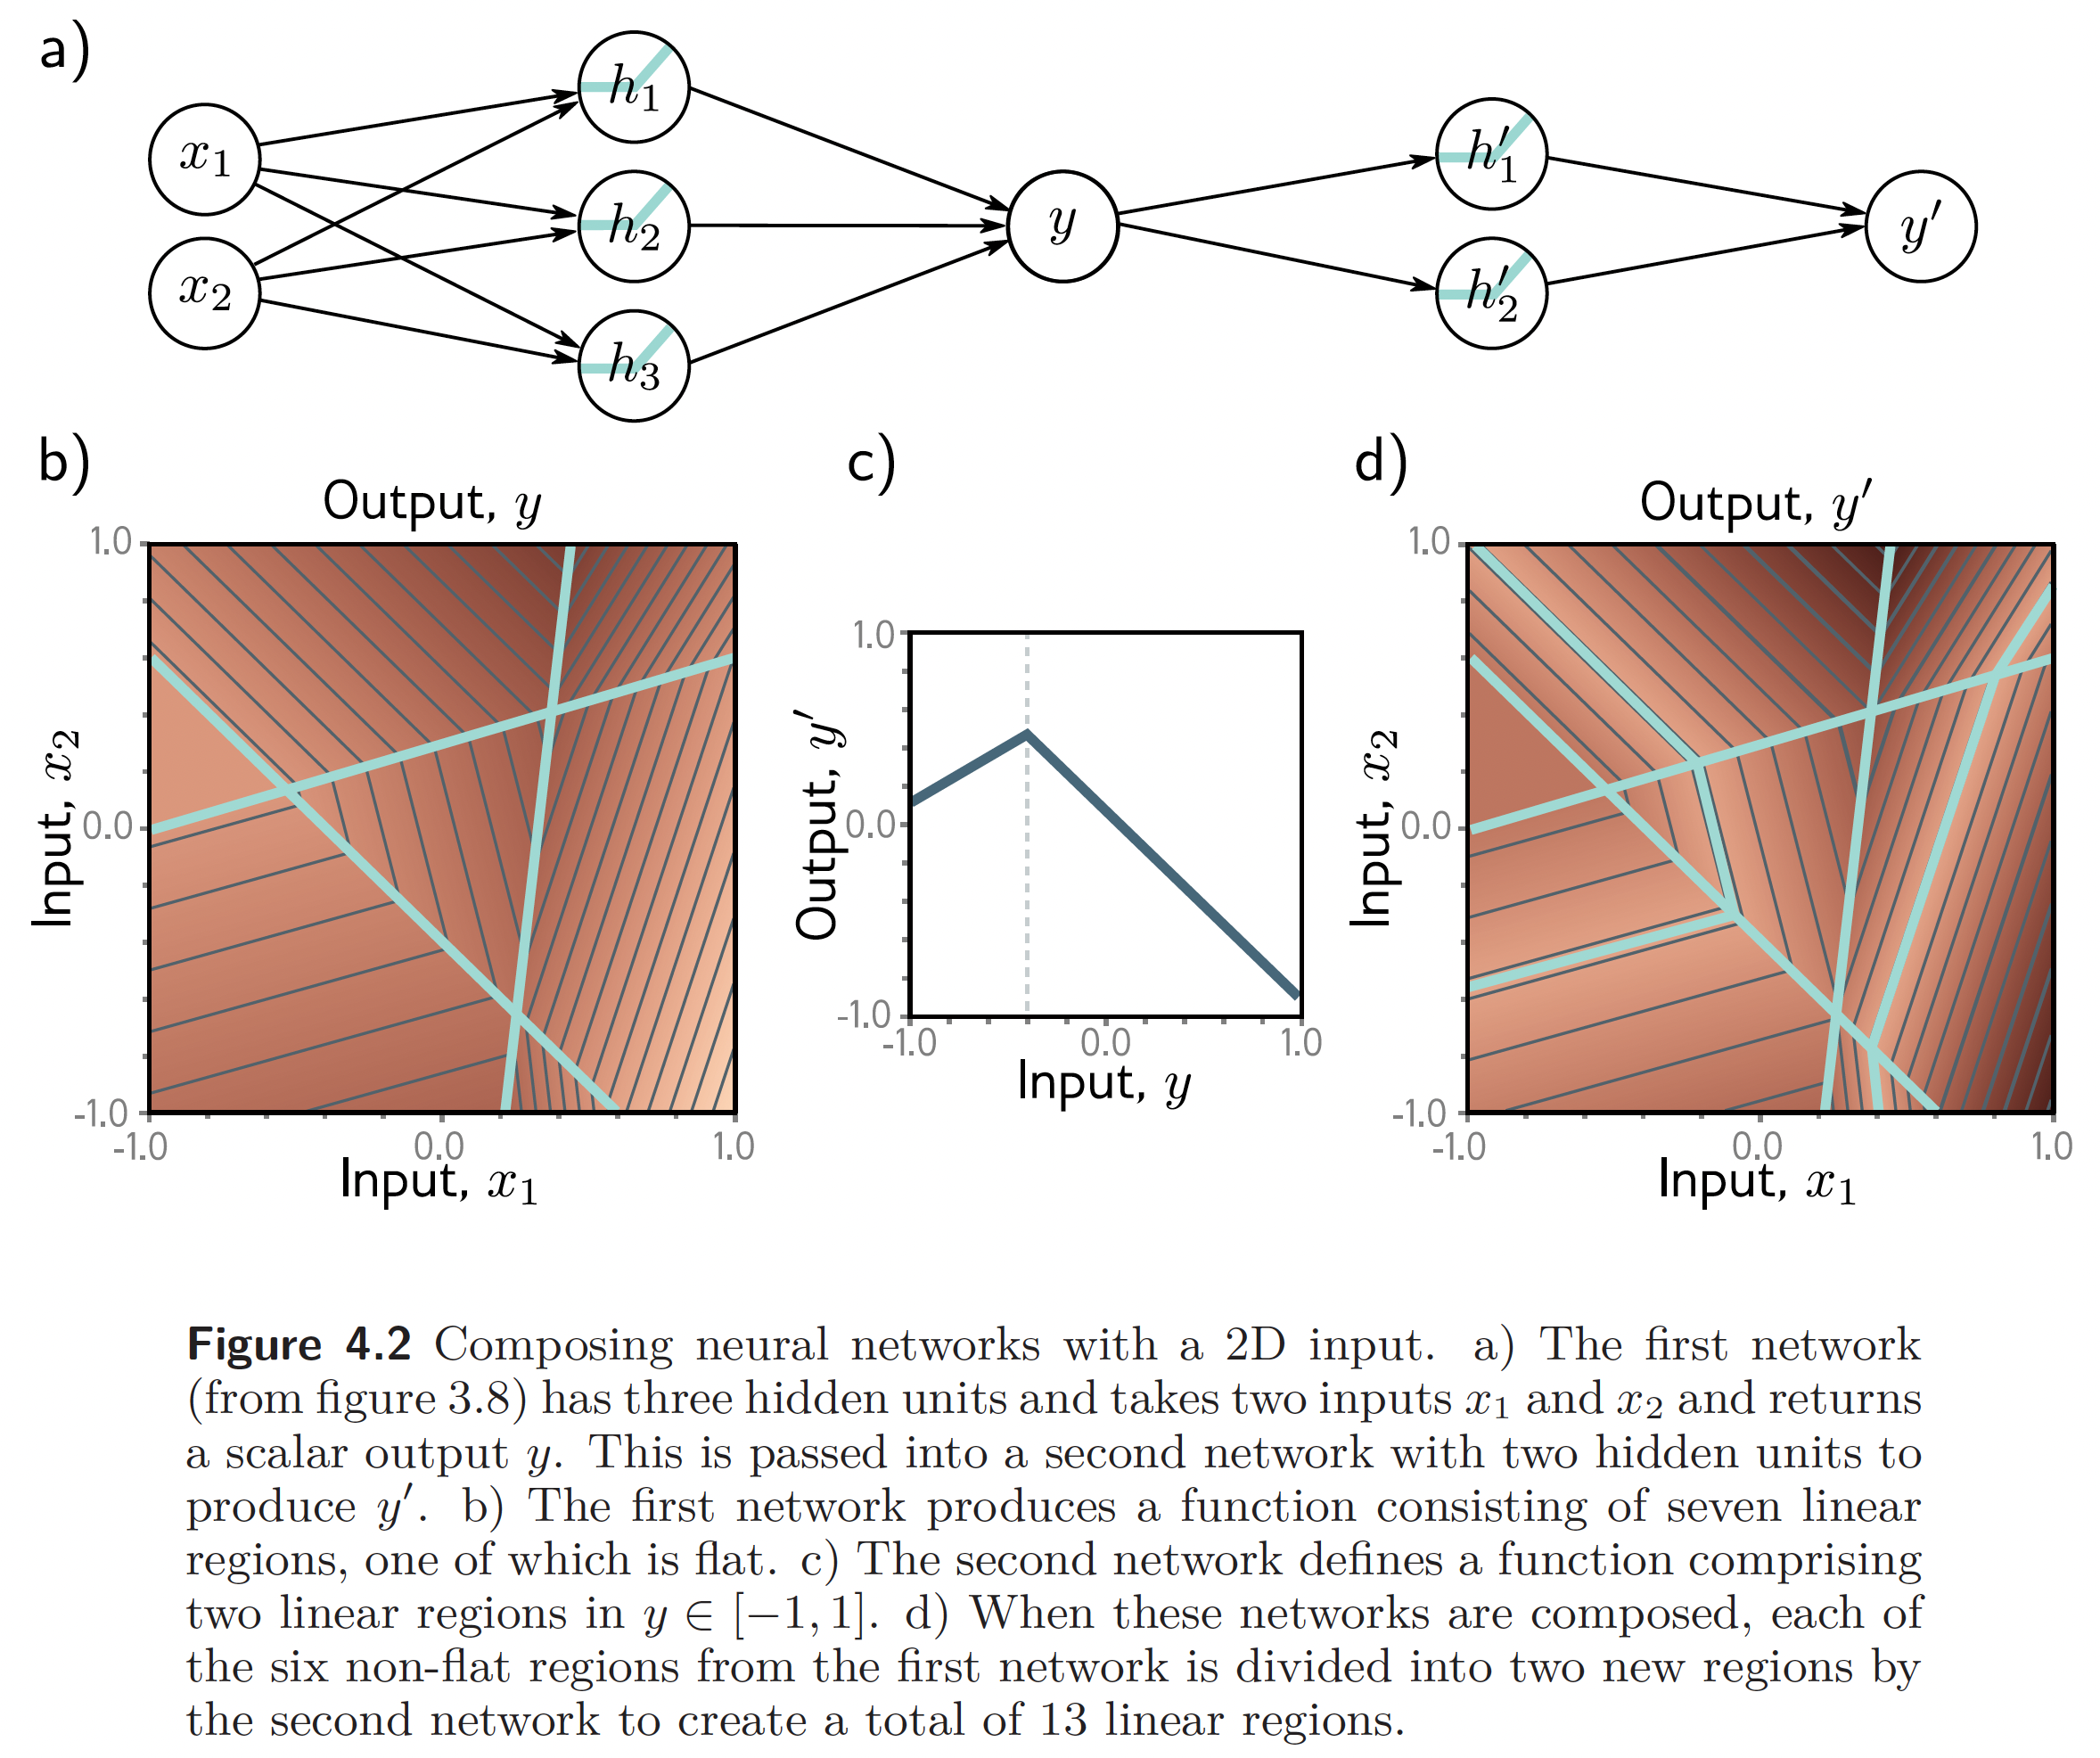 a)
x₁
x₂
h₁
h₂
h₃
y
h′₁
h′₂
y′
b)
Output, y
1.0
0.0
-1.0
Input, x₂
-1.0
0.0
1.0
Input, x₁
c)
1.0
0.0
-1.0
Output, y′
-1.0
0.0
1.0
Input, y
d)
Output, y′
1.0
0.0
-1.0
Input, x₂
-1.0
0.0
1.0
Input, x₁
Figure 4.2 Composing neural networks with a 2D input. a) The first network
(from figure 3.8) has three hidden units and takes two inputs x₁ and x₂ and returns
a scalar output y. This is passed into a second network with two hidden units to
produce y′. b) The first network produces a function consisting of seven linear
regions, one of which is flat. c) The second network defines a function comprising
two linear regions in y ∈ [−1, 1]. d) When these networks are composed, each of
the six non-flat regions from the first network is divided into two new regions by
the second network to create a total of 13 linear regions.